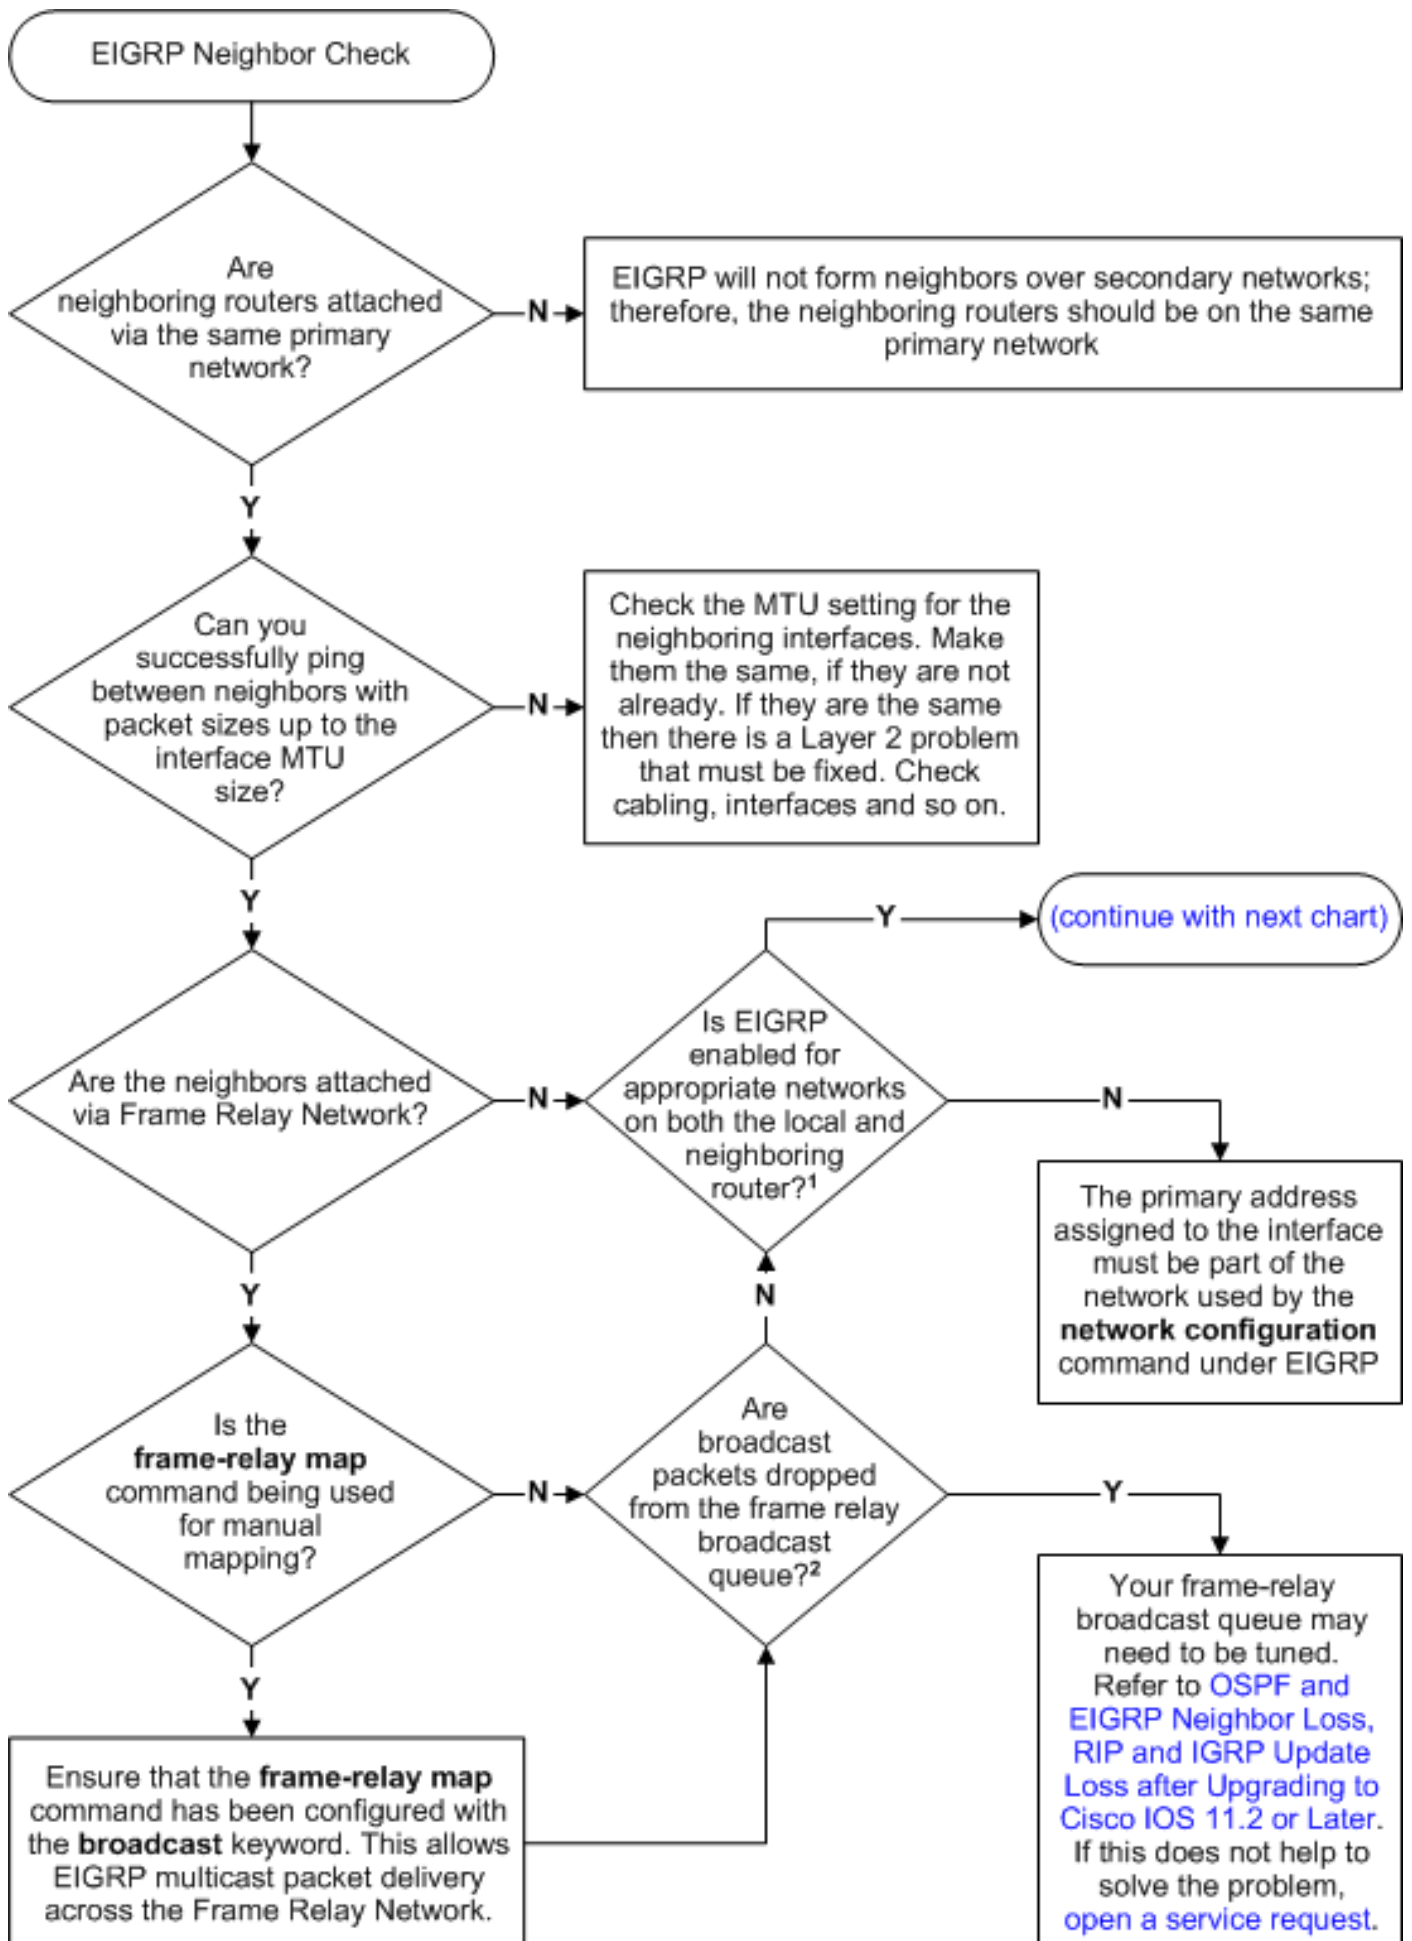 EIGRP Neighbor Check
Are
neighboring routers attached
via the same primary
network?
N
EIGRP will not form neighbors over secondary networks;
therefore, the neighboring routers should be on the same
primary network
Y
Can you
successfully ping
between neighbors with
packet sizes up to the
interface MTU
size?
N
Check the MTU setting for the
neighboring interfaces. Make
them the same, if they are not
already. If they are the same
then there is a Layer 2 problem
that must be fixed. Check
cabling, interfaces and so on.
Y
Y
(continue with next chart)
Are the neighbors attached
via Frame Relay Network?
N
Is EIGRP
enabled for
appropriate networks
on both the local and
neighboring
router?¹
N
The primary address
assigned to the interface
must be part of the
network used by the
network configuration
command under EIGRP
Y
N
Is the
frame-relay map
command being used
for manual
mapping?
N
Are
broadcast
packets dropped
from the frame relay
broadcast
queue?²
Y
Your frame-relay
broadcast queue may
need to be tuned.
Refer to OSPF and
EIGRP Neighbor Loss,
RIP and IGRP Update
Loss after Upgrading to
Cisco IOS 11.2 or Later.
If this does not help to
solve the problem,
open a service request.
Y
Ensure that the frame-relay map
command has been configured with
the broadcast keyword. This allows
EIGRP multicast packet delivery
across the Frame Relay Network.